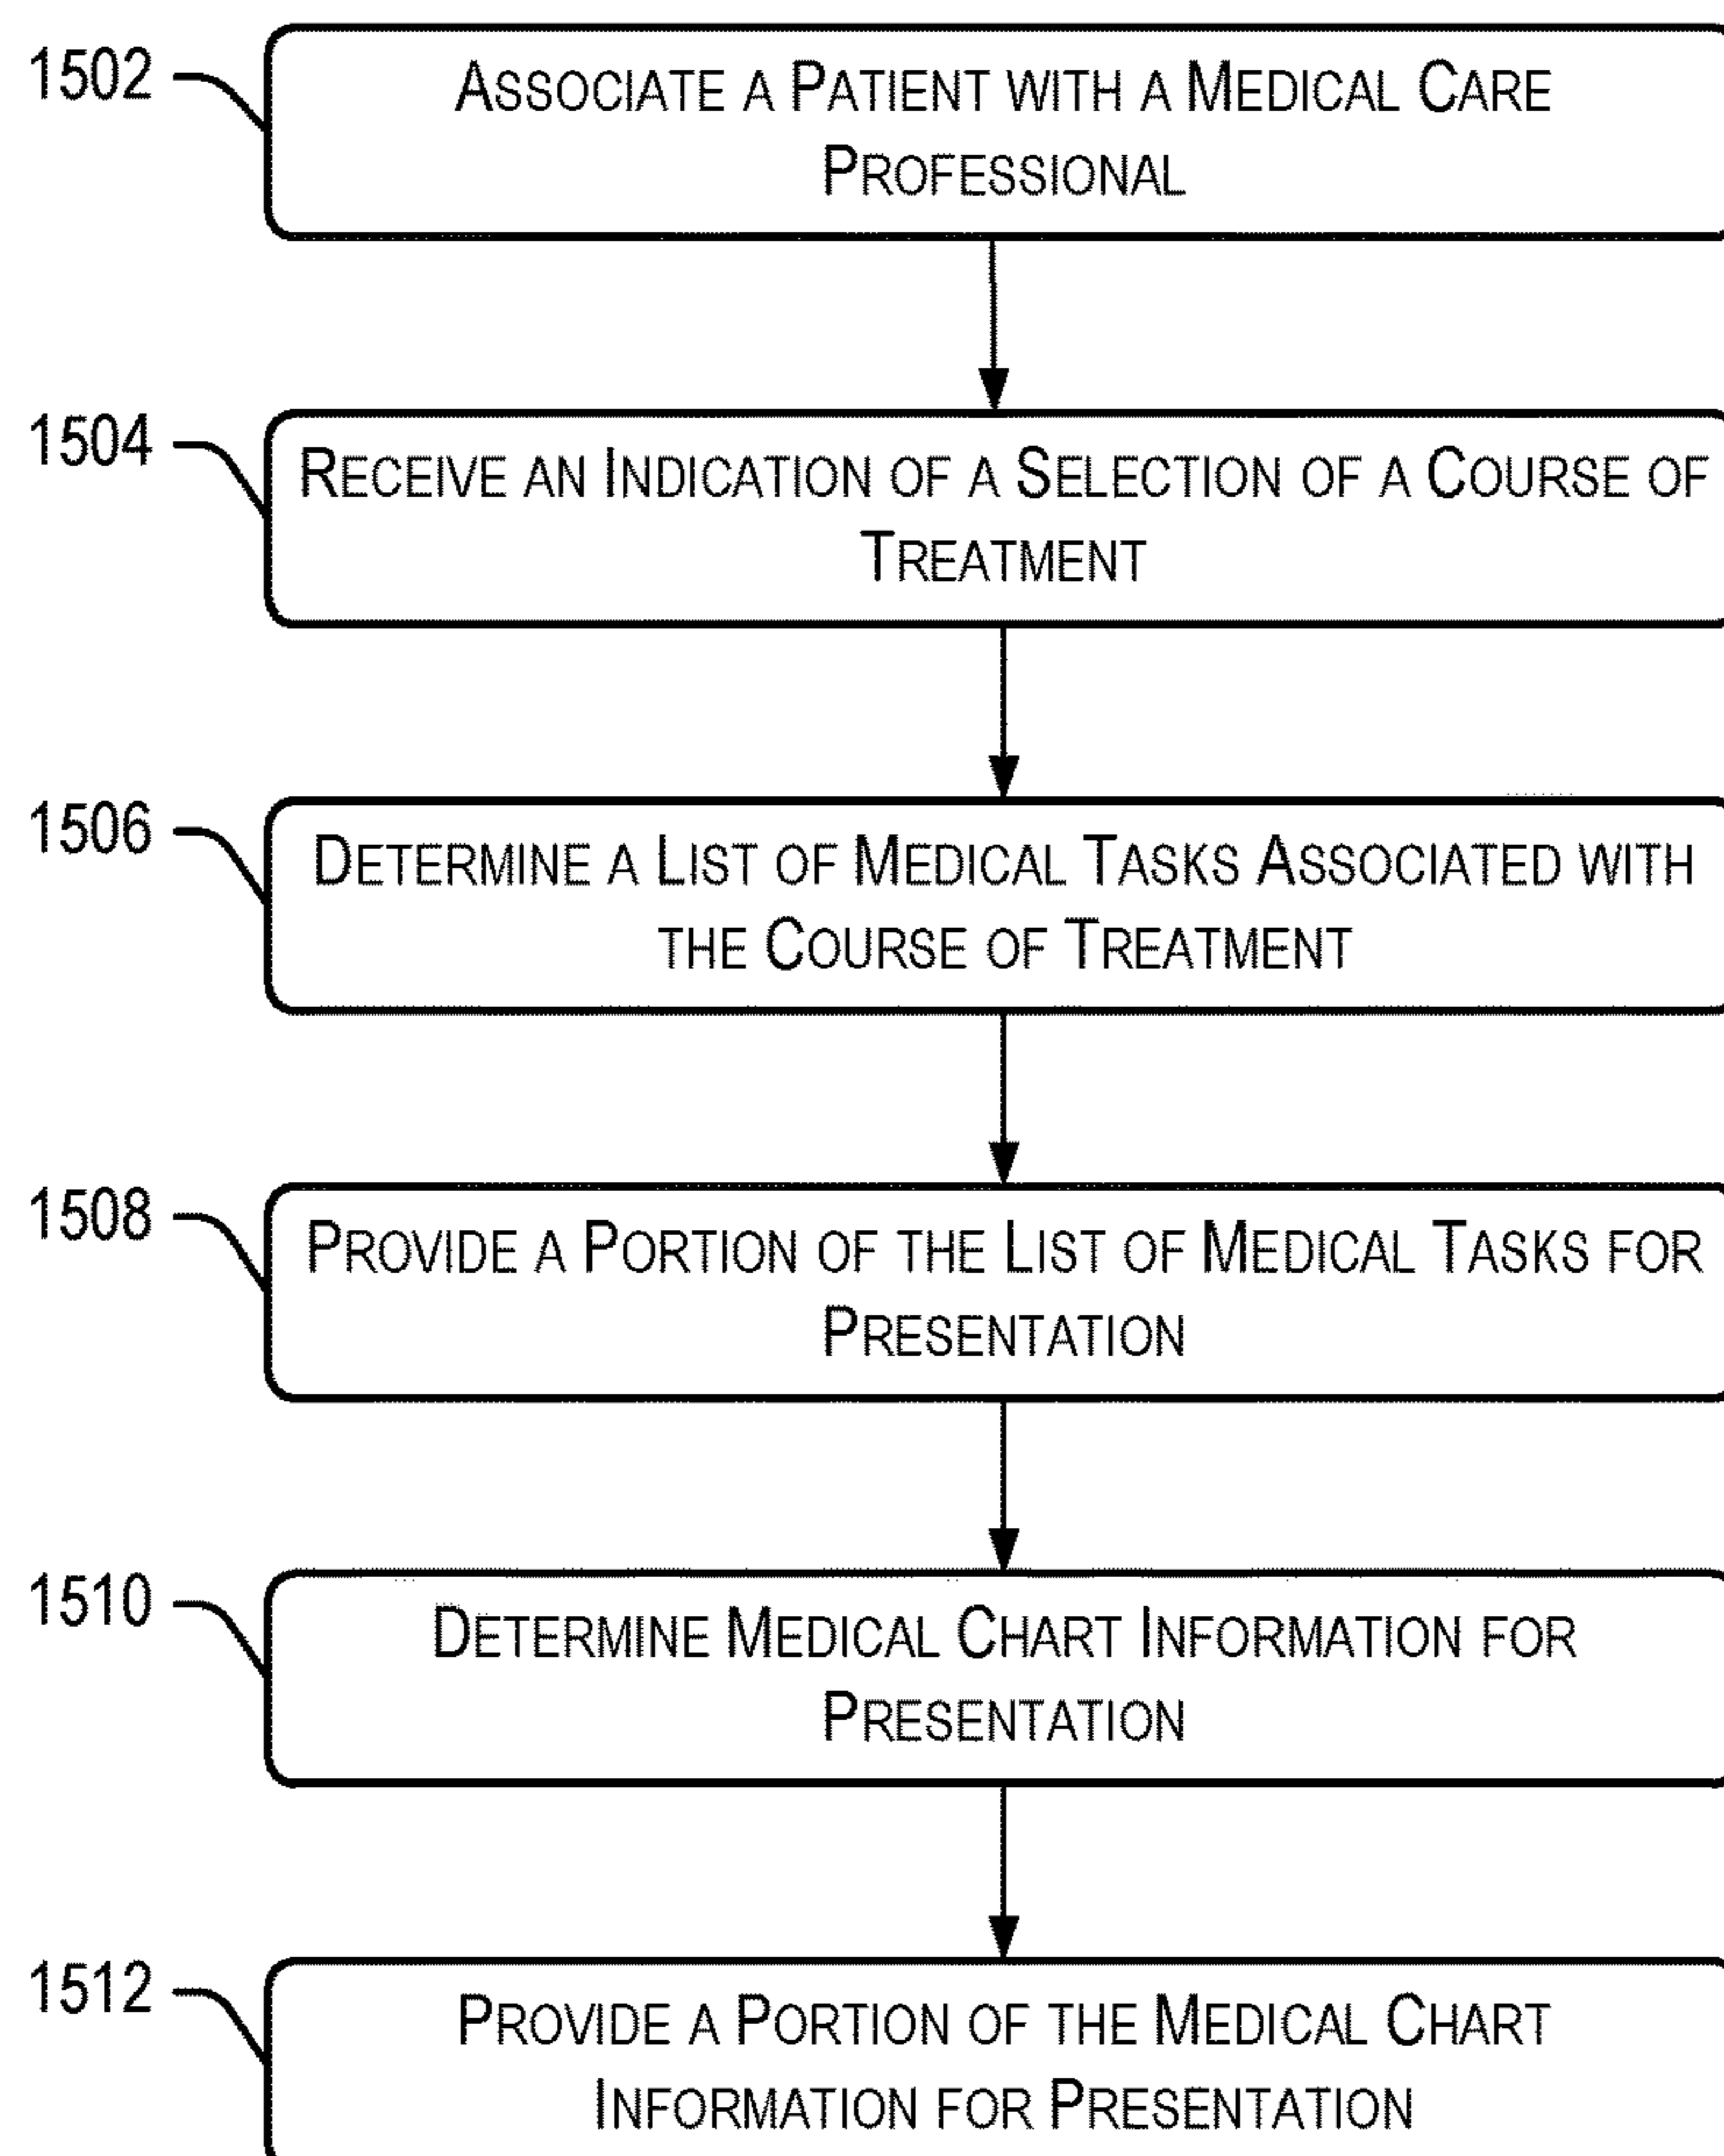 1502
ASSOCIATE A PATIENT WITH A MEDICAL CARE
PROFESSIONAL
1504
RECEIVE AN INDICATION OF A SELECTION OF A COURSE OF
TREATMENT
1506
DETERMINE A LIST OF MEDICAL TASKS ASSOCIATED WITH
THE COURSE OF TREATMENT
1508
PROVIDE A PORTION OF THE LIST OF MEDICAL TASKS FOR
PRESENTATION
1510
DETERMINE MEDICAL CHART INFORMATION FOR
PRESENTATION
1512
PROVIDE A PORTION OF THE MEDICAL CHART
INFORMATION FOR PRESENTATION